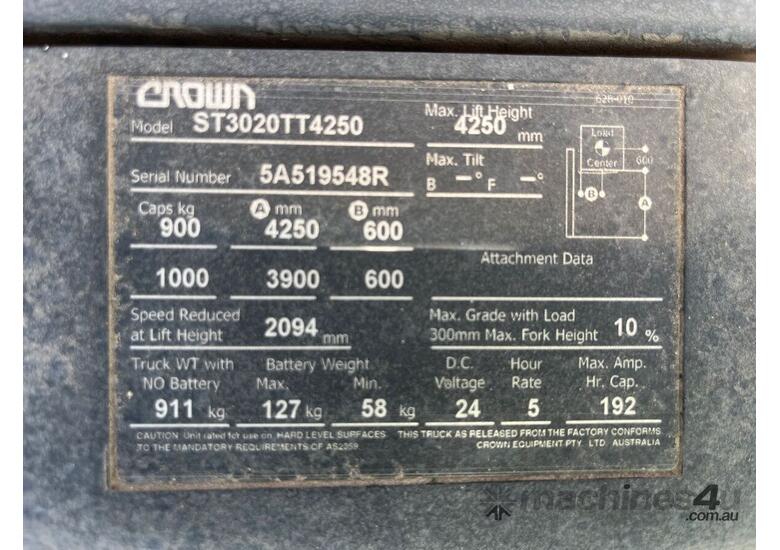 CROWN
Model ST3020TT4250
Max. Lift Height
4250 mm
628-010
Serial Number 5A519548R
Max. Tilt
B –° F –°
Load
Center
600
B
A
Caps kg A mm B mm
900 4250 600
1000 3900 600
Attachment Data
Speed Reduced
at Lift Height 2094 mm
Max. Grade with Load
300mm Max. Fork Height 10 %
Truck WT with Battery Weight D.C. Hour Max. Amp.
NO Battery Max. Min. Voltage Rate Hr. Cap.
911 kg 127 kg 58 kg 24 5 192
CAUTION Unit rated for use on HARD LEVEL SURFACES THIS TRUCK AS RELEASED FROM THE FACTORY CONFORMS
TO THE MANDATORY REQUIREMENTS OF AS2359 CROWN EQUIPMENT PTY. LTD. AUSTRALIA
machines4u
.com.au